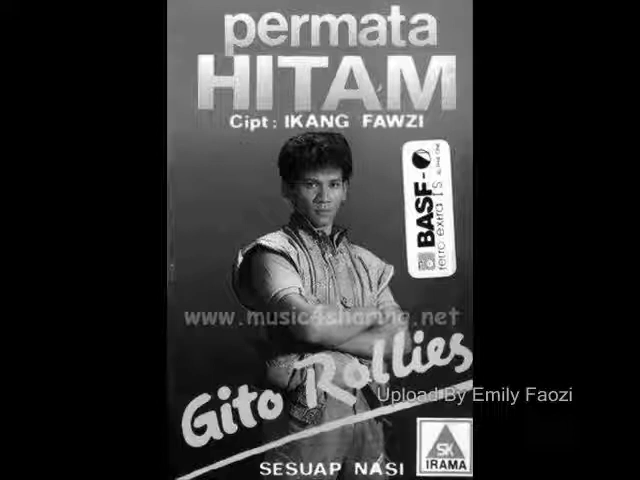 permata
HITAM
Cipt : IKANG FAWZI
BASF
ferro extra I S
www.music4sharing.net
Gito Rollies
Upload By Emily Faozi
SESUAP NASI
SK
IRAMA